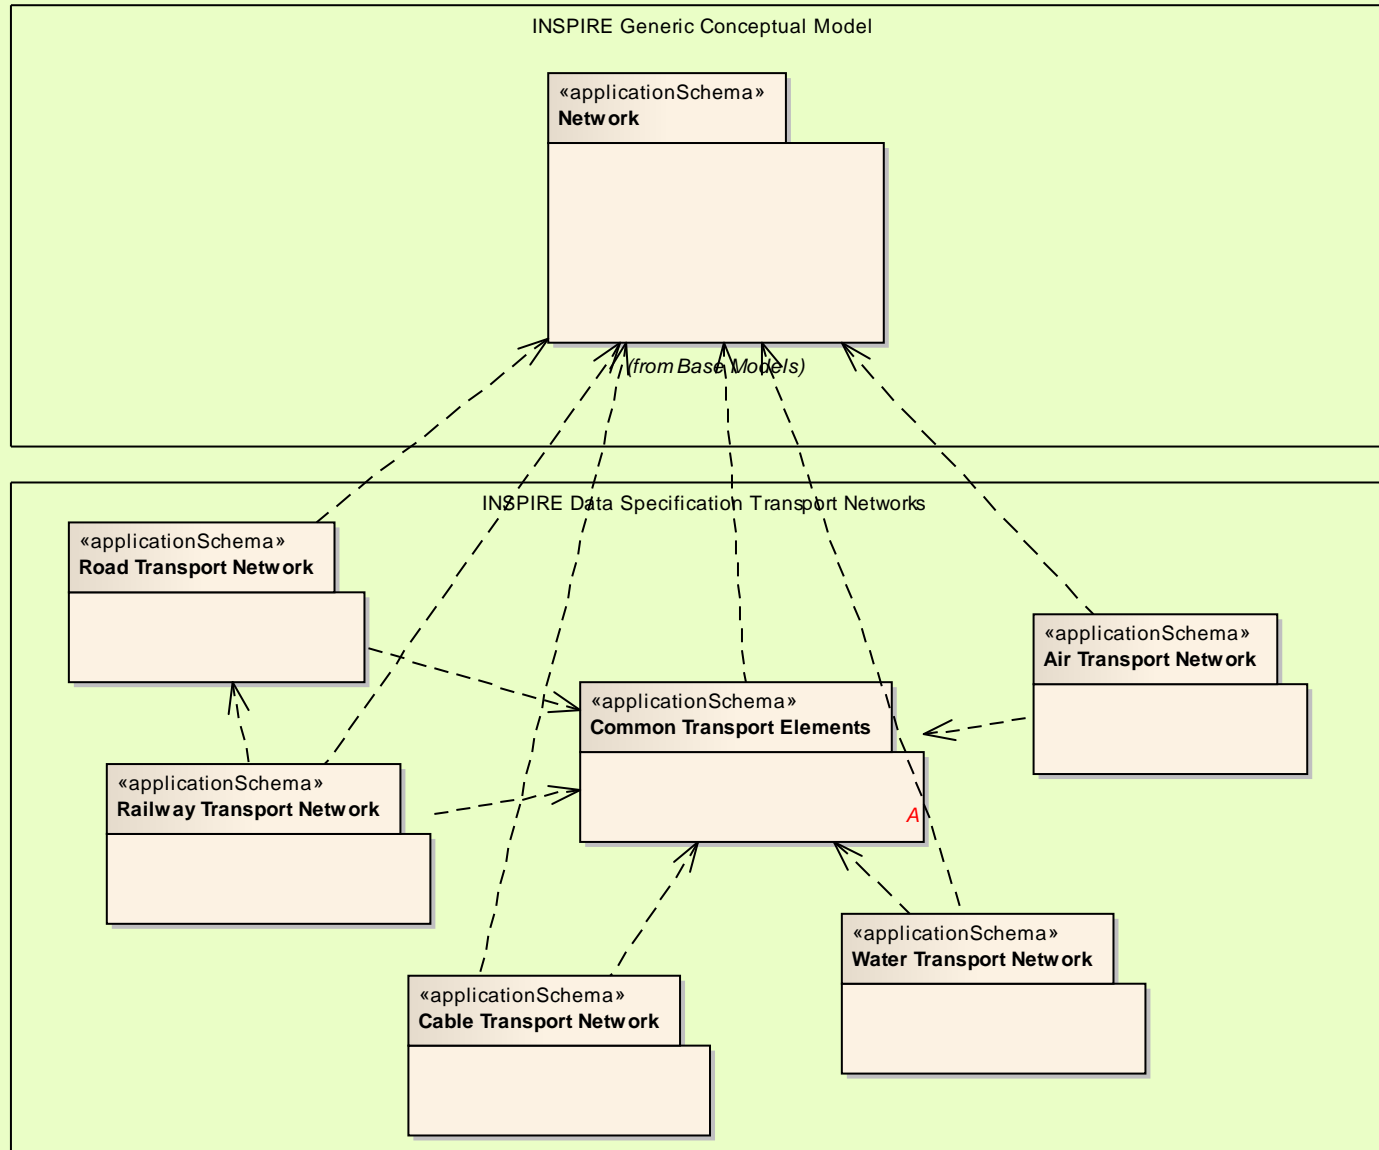 INSPIRE Generic Conceptual Model
«applicationSchema»
Network
(from Base Models)
INSPIRE Data Specification Transport Networks
«applicationSchema»
Road Transport Network
«applicationSchema»
Air Transport Network
«applicationSchema»
Common Transport Elements
A
«applicationSchema»
Railway Transport Network
«applicationSchema»
Water Transport Network
«applicationSchema»
Cable Transport Network